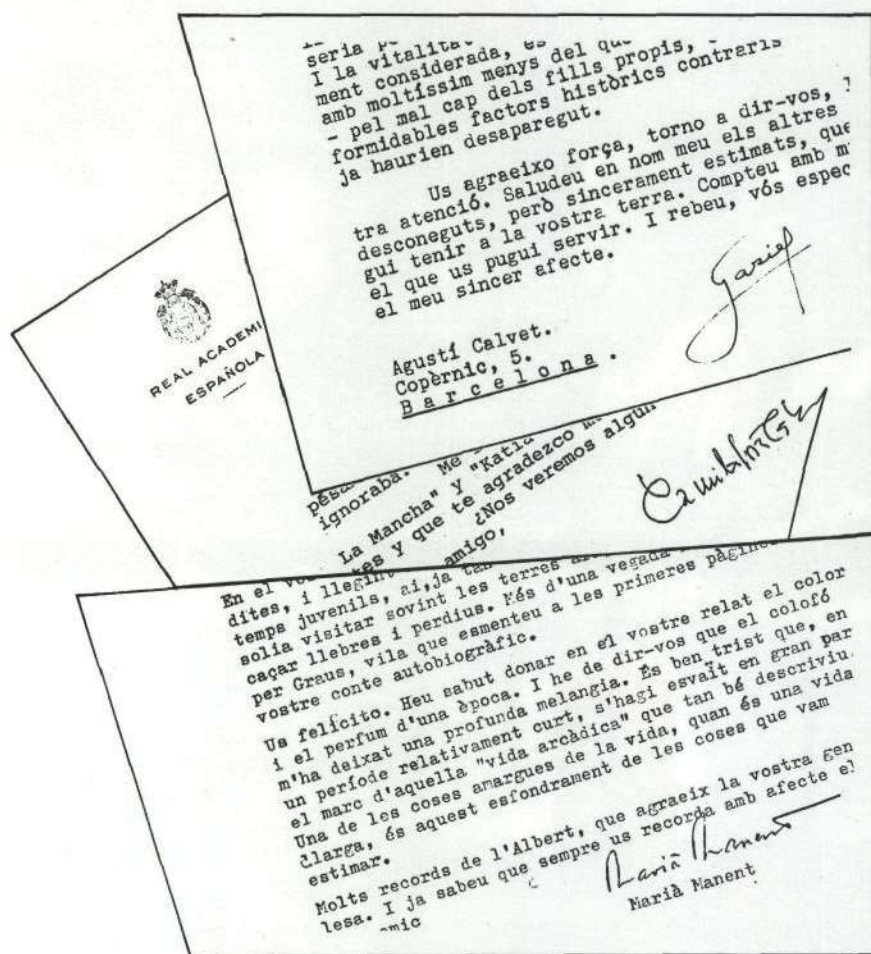 seria
I la vitalitat
ment considerada, és
amb moltíssim menys del que
- pel mal cap dels fills propis,
formidables factors històrics contraris
ja haurien desaparegut.
Us agraeixo força, torno a dir-vos,
tra atenció. Saludeu en nom meu els altres
desconeguts, però sincerament estimats, que
gui tenir a la vostra terra. Compteu amb
el que us pugui servir. I rebeu, vós espec
el meu sincer afecte.
Gaziel
Agustí Calvet.
Copèrnic, 5.
Barcelona.
REAL ACADEMI
ESPAÑOLA
ignoraba. Me
La Mancha" y "Katia
tes y que te agradezco
¿Nos veremos algún
amigo,
En el
dites, i llegint
temps juvenils, ai, ja tan
solia visitar sovint les terres
caçar llebres i perdius. Més d'una vegada
per Graus, vila que esmenteu a les primeres pàgines
vostre conte autobiogràfic.
Us felicito. Heu sabut donar en el vostre relat el color
i el perfum d'una època. I he de dir-vos que el colofó
m'ha deixat una profunda melangia. És ben trist que, en
un període relativament curt, s'hagi esvaït en gran par
el marc d'aquella "vida arcàdica" que tan bé descriviu.
Una de les coses amargues de la vida, quan és una vida
llarga, és aquest esfondrament de les coses que vam
estimar.
Molts records de l'Albert, que agraeix la vostra gen
lesa. I ja sabeu que sempre us recorda amb afecte el
amic
Marià Manent
Marià Manent